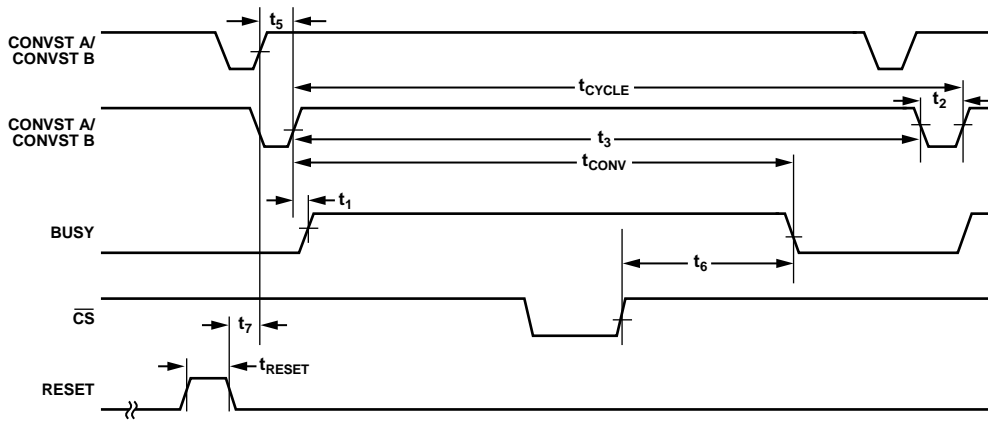 t5
CONVST A/
CONVST B
tCYCLE
t2
CONVST A/
CONVST B
t3
tCONV
t1
BUSY
t6
CS
t7
tRESET
RESET